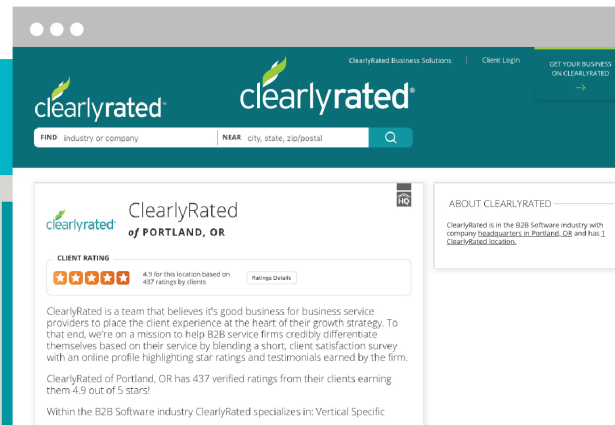 ClearlyRated Business Solutions | Client Login
GET YOUR BUSINESS
ON CLEARLYRATED
clearlyrated
clearlyrated®
FIND industry or company
NEAR city, state, zip/postal
HQ
clearlyrated
ClearlyRated
of PORTLAND, OR
CLIENT RATING
4.9 for this location based on
437 ratings by clients
Ratings Details
ClearlyRated is a team that believes it's good business for business service
providers to place the client experience at the heart of their growth strategy. To
that end, we're on a mission to help B2B service firms credibly differentiate
themselves based on their service by blending a short, client satisfaction survey
with an online profile highlighting star ratings and testimonials earned by the firm.
ClearlyRated of Portland, OR has 437 verified ratings from their clients earning
them 4.9 out of 5 stars!
Within the B2B Software industry ClearlyRated specializes in: Vertical Specific
ABOUT CLEARLYRATED
ClearlyRated is in the B2B Software industry with
company headquarters in Portland, OR and has 1
ClearlyRated location.